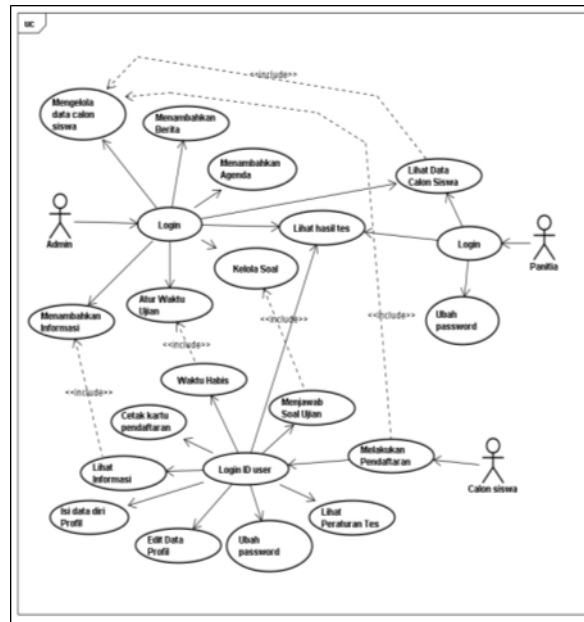 uc
<<include>>
Mengelola
data calon
siswa
Menambahkan
Berita
Menambahkan
Agenda
Lihat Data
Calon Siswa
Login
Admin
Lihat hasil tes
Login
Panitia
Kelola Soal
Menambahkan
Informasi
Atur Waktu
Ujian
Ubah
password
<<include>>
<<include>>
<<include>>
<<include>>
Waktu Habis
Cetak kartu
pendaftaran
Menjawab
Soal Ujian
Lihat
Informasi
Login ID user
Melakukan
Pendaftaran
Calon siswa
Isi data diri
Profil
Edit Data
Profil
Ubah
password
Lihat
Peraturan Tes